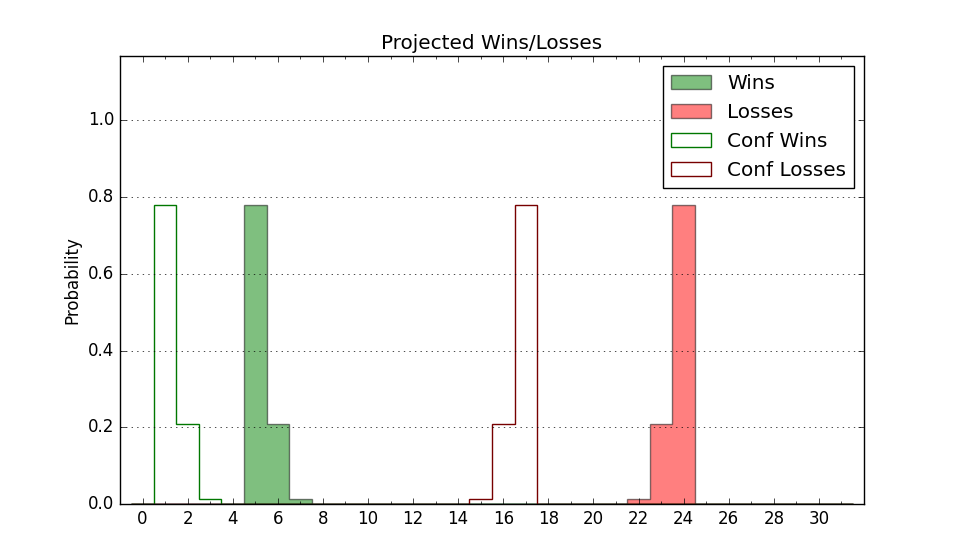 Projected Wins/Losses
Wins
Losses
Conf Wins
Conf Losses
Probability
1.0
0.8
0.6
0.4
0.2
0.0
0 2 4 6 8 10 12 14 16 18 20 22 24 26 28 30